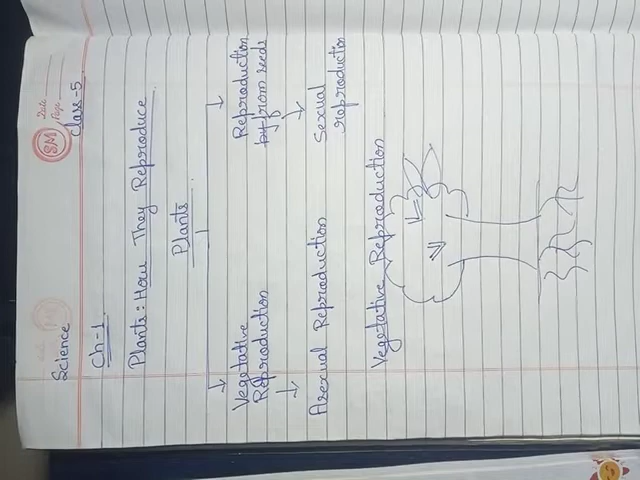 SM
Date
Page
Science
Class-5
Ch-1
Plants: How They Reproduce
Plants
Vegetative Reproduction
Reproduction by from seeds
Asexual Reproduction
Sexual reproduction
Vegetative Reproduction